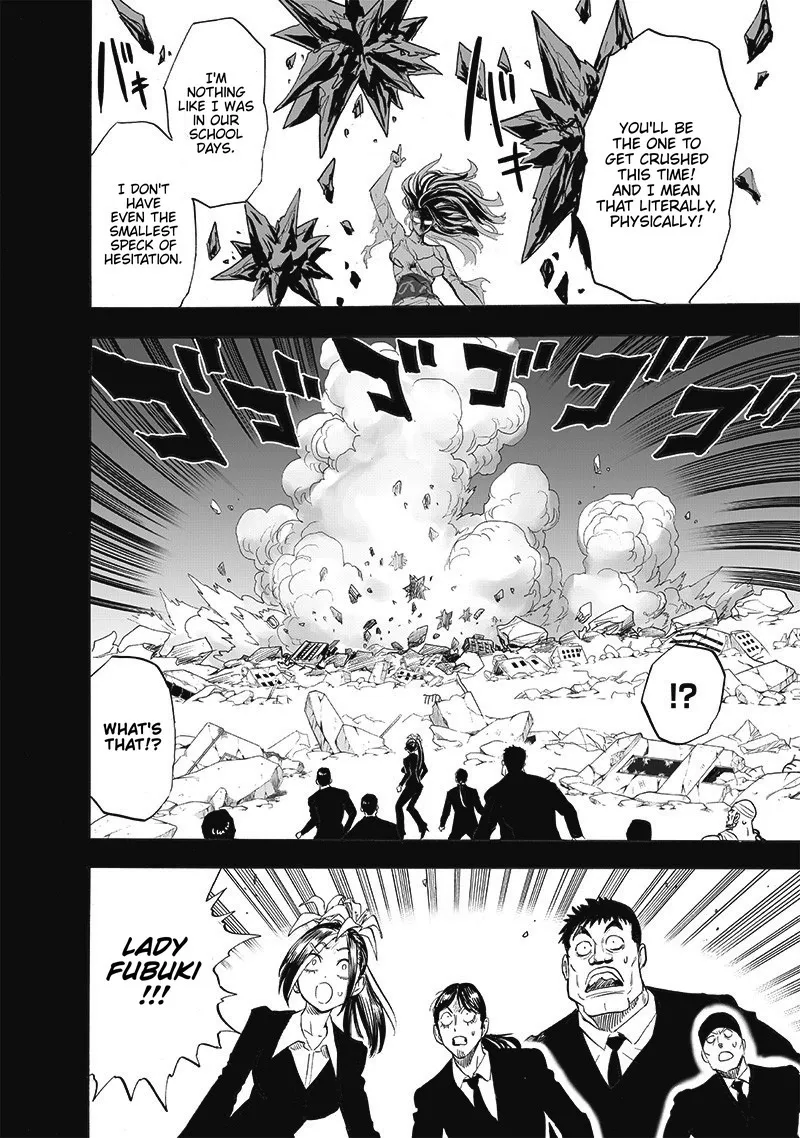 YOU'LL BE
THE ONE TO
GET CRUSHED
THIS TIME!
AND I MEAN
THAT LITERALLY,
PHYSICALLY!
バキ
バキ
I'M
NOTHING
LIKE I WAS
IN OUR
SCHOOL
DAYS.
I DON'T
HAVE
EVEN THE
SMALLEST
SPECK OF
HESITATION.
ゴゴゴゴゴゴ
!?
WHAT'S
THAT!?
LADY
FUBUKI
!!!